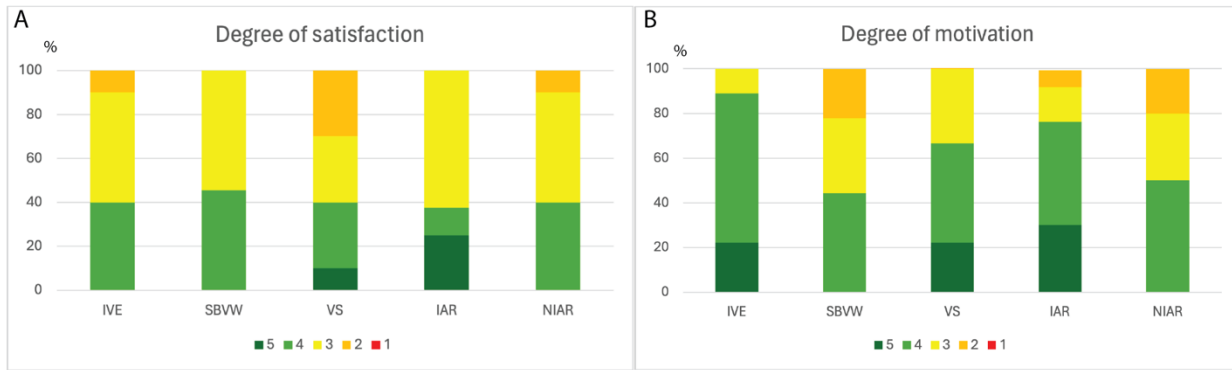 A
Degree of satisfaction
%
100
80
60
40
20
0
IVE SBVW VS IAR NIAR
5 4 3 2 1
B
Degree of motivation
%
100
80
60
40
20
0
IVE SBVW VS IAR NIAR
5 4 3 2 1